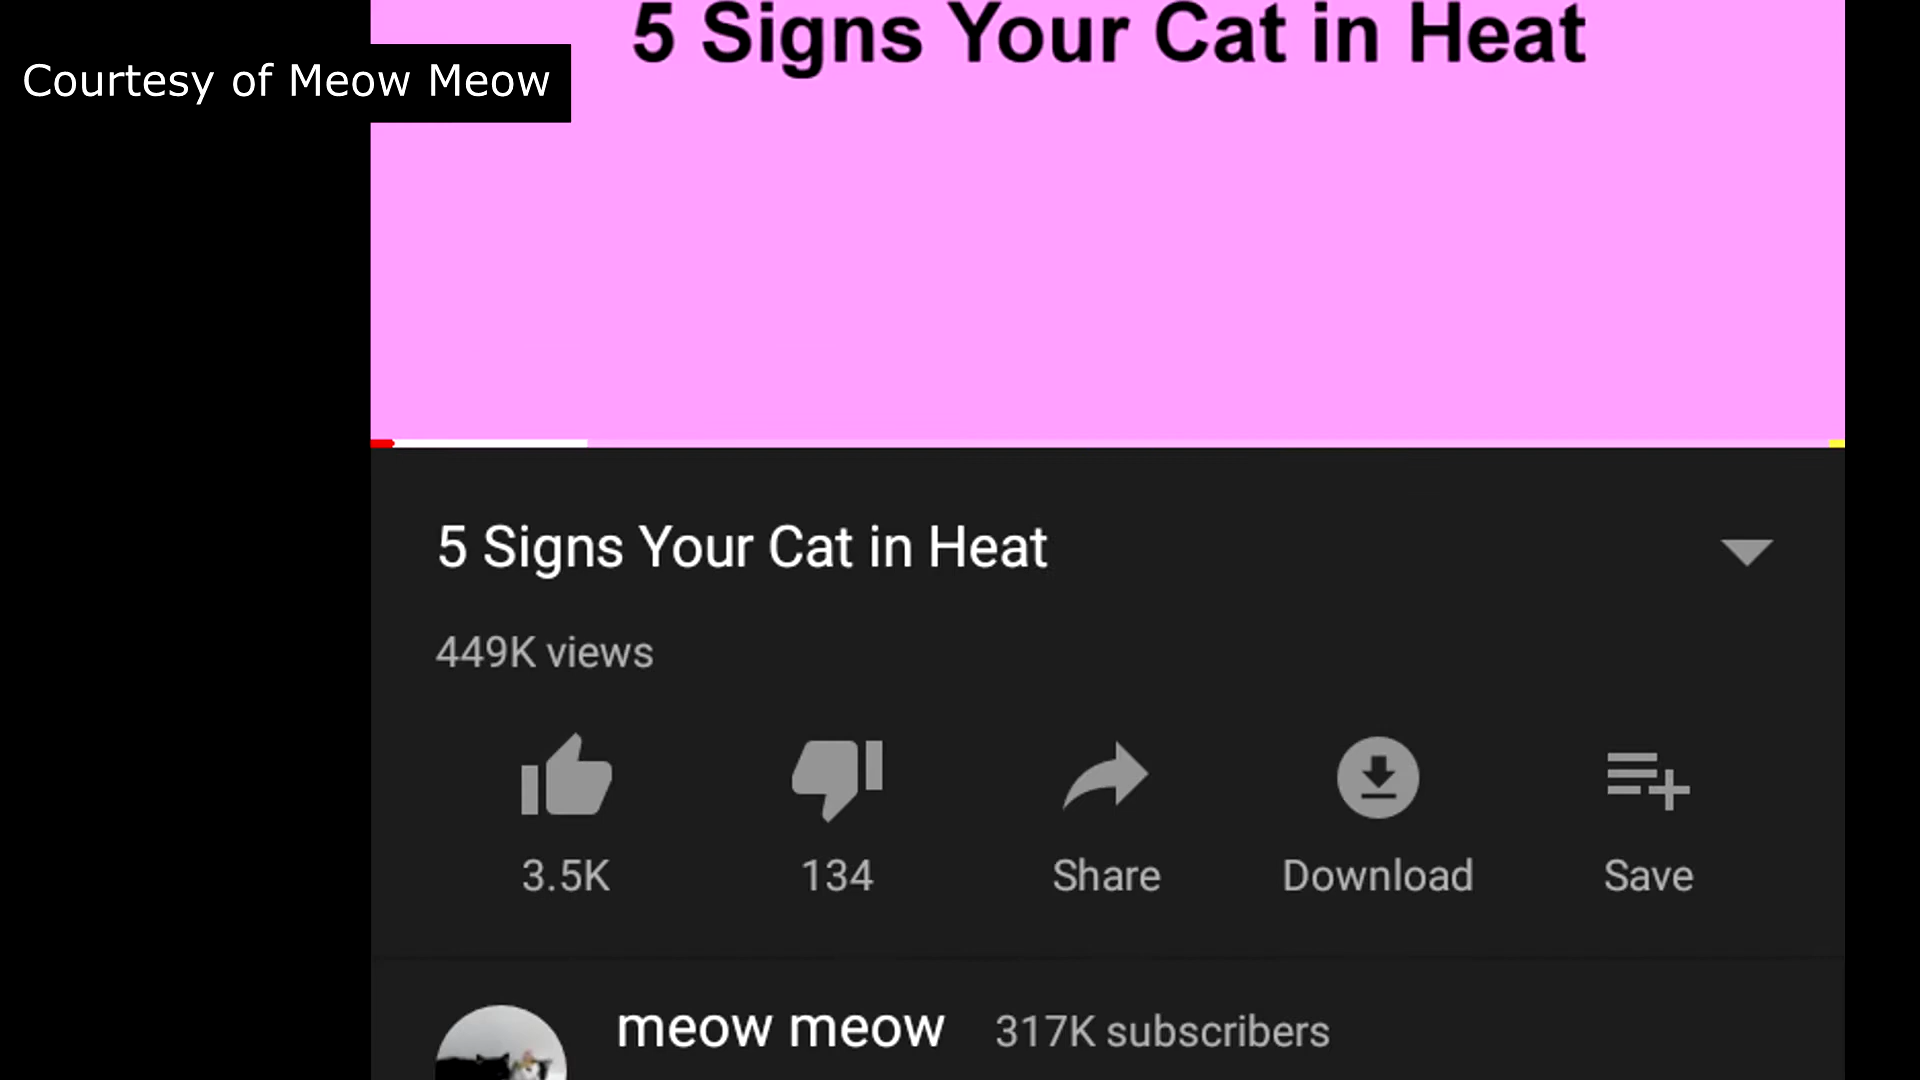 5 Signs Your Cat in Heat
Courtesy of Meow Meow
5 Signs Your Cat in Heat
449K views
3.5K
134
Share
Download
Save
meow meow
317K subscribers